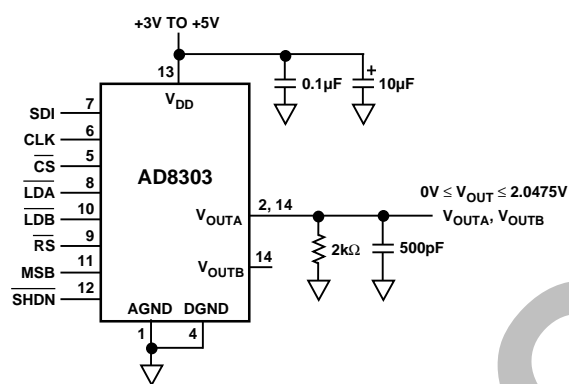 +3V TO +5V
13
0.1µF
10µF
+
VDD
SDI 7
CLK 6
CS 5
AD8303
LDA 8
LDB 10
RS 9
MSB 11
SHDN 12
2, 14
VOUTA
0V ≤ VOUT ≤ 2.0475V
VOUTA, VOUTB
2kΩ
500pF
14
VOUTB
AGND DGND
1 4